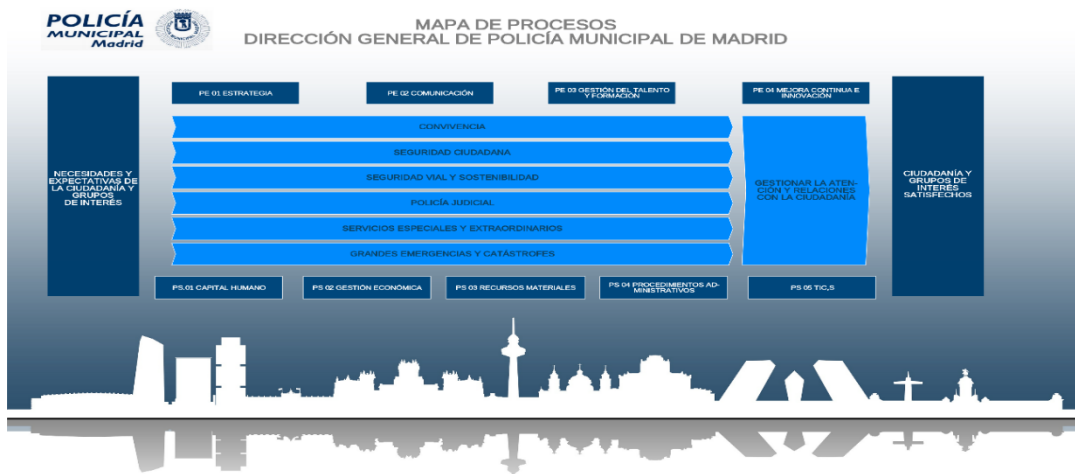 POLICÍA
MUNICIPAL
Madrid
MAPA DE PROCESOS
DIRECCIÓN GENERAL DE POLICÍA MUNICIPAL DE MADRID
NECESIDADES Y
EXPECTATIVAS DE
LA CIUDADANÍA Y
GRUPOS
DE INTERÉS
PE 01 ESTRATEGIA
PE 02 COMUNICACIÓN
PE 03 GESTIÓN DEL TALENTO
Y FORMACIÓN
PE 04 MEJORA CONTINUA E
INNOVACIÓN
CONVIVENCIA
SEGURIDAD CIUDADANA
SEGURIDAD VIAL Y SOSTENIBILIDAD
POLICÍA JUDICIAL
SERVICIOS ESPECIALES Y EXTRAORDINARIOS
GRANDES EMERGENCIAS Y CATÁSTROFES
GESTIONAR LA ATEN-
CIÓN Y RELACIONES
CON LA CIUDADANÍA
CIUDADANÍA Y
GRUPOS DE
INTERÉS
SATISFECHOS
PS.01 CAPITAL HUMANO
PS 02 GESTIÓN ECONÓMICA
PS 03 RECURSOS MATERIALES
PS 04 PROCEDIMIENTOS AD-
MINISTRATIVOS
PS 05 TIC,S